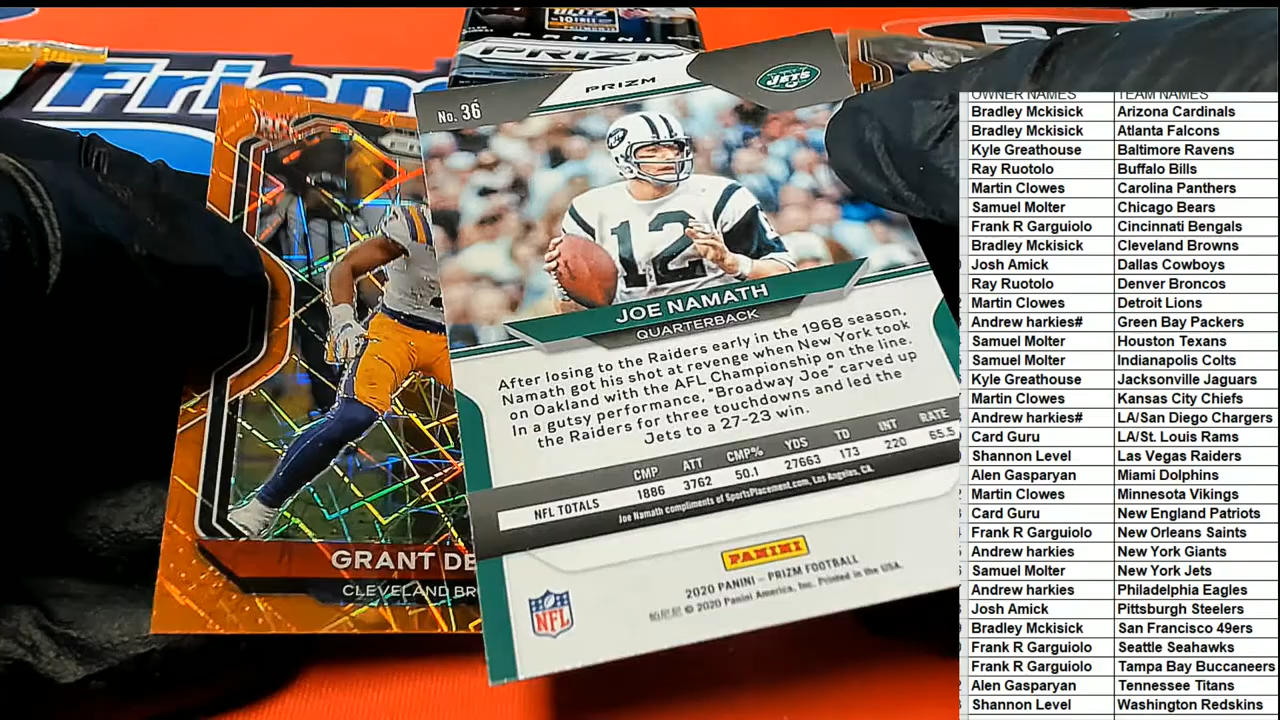 PANINI
PRIZM
Frien
No. 36
PRIZM
JETS
12
JOE NAMATH
QUARTERBACK
After losing to the Raiders early in the 1968 season,
Namath got his shot at revenge when New York took
on Oakland with the AFL Championship on the line.
In a gutsy performance, "Broadway Joe" carved up
the Raiders for three touchdowns and led the
Jets to a 27-23 win.
CMP ATT CMP% YDS TD INT RATE
NFL TOTALS 1886 3762 50.1 27663 173 220 65.5
Joe Namath compliments of SportsPlacement.com, Los Angeles, CA.
PANINI
2020 PANINI – PRIZM FOOTBALL
© 2020 Panini America, Inc. Printed in the USA.
NFL
GRANT DE
CLEVELAND BR
OWNER NAMES TEAM NAMES
Bradley Mckisick Arizona Cardinals
Bradley Mckisick Atlanta Falcons
Kyle Greathouse Baltimore Ravens
Ray Ruotolo Buffalo Bills
Martin Clowes Carolina Panthers
Samuel Molter Chicago Bears
Frank R Garguiolo Cincinnati Bengals
Bradley Mckisick Cleveland Browns
Josh Amick Dallas Cowboys
Ray Ruotolo Denver Broncos
Martin Clowes Detroit Lions
Andrew harkies# Green Bay Packers
Samuel Molter Houston Texans
Samuel Molter Indianapolis Colts
Kyle Greathouse Jacksonville Jaguars
Martin Clowes Kansas City Chiefs
Andrew harkies# LA/San Diego Chargers
Card Guru LA/St. Louis Rams
Shannon Level Las Vegas Raiders
Alen Gasparyan Miami Dolphins
Martin Clowes Minnesota Vikings
Card Guru New England Patriots
Frank R Garguiolo New Orleans Saints
Andrew harkies New York Giants
Samuel Molter New York Jets
Andrew harkies Philadelphia Eagles
Josh Amick Pittsburgh Steelers
Bradley Mckisick San Francisco 49ers
Frank R Garguiolo Seattle Seahawks
Frank R Garguiolo Tampa Bay Buccaneers
Alen Gasparyan Tennessee Titans
Shannon Level Washington Redskins